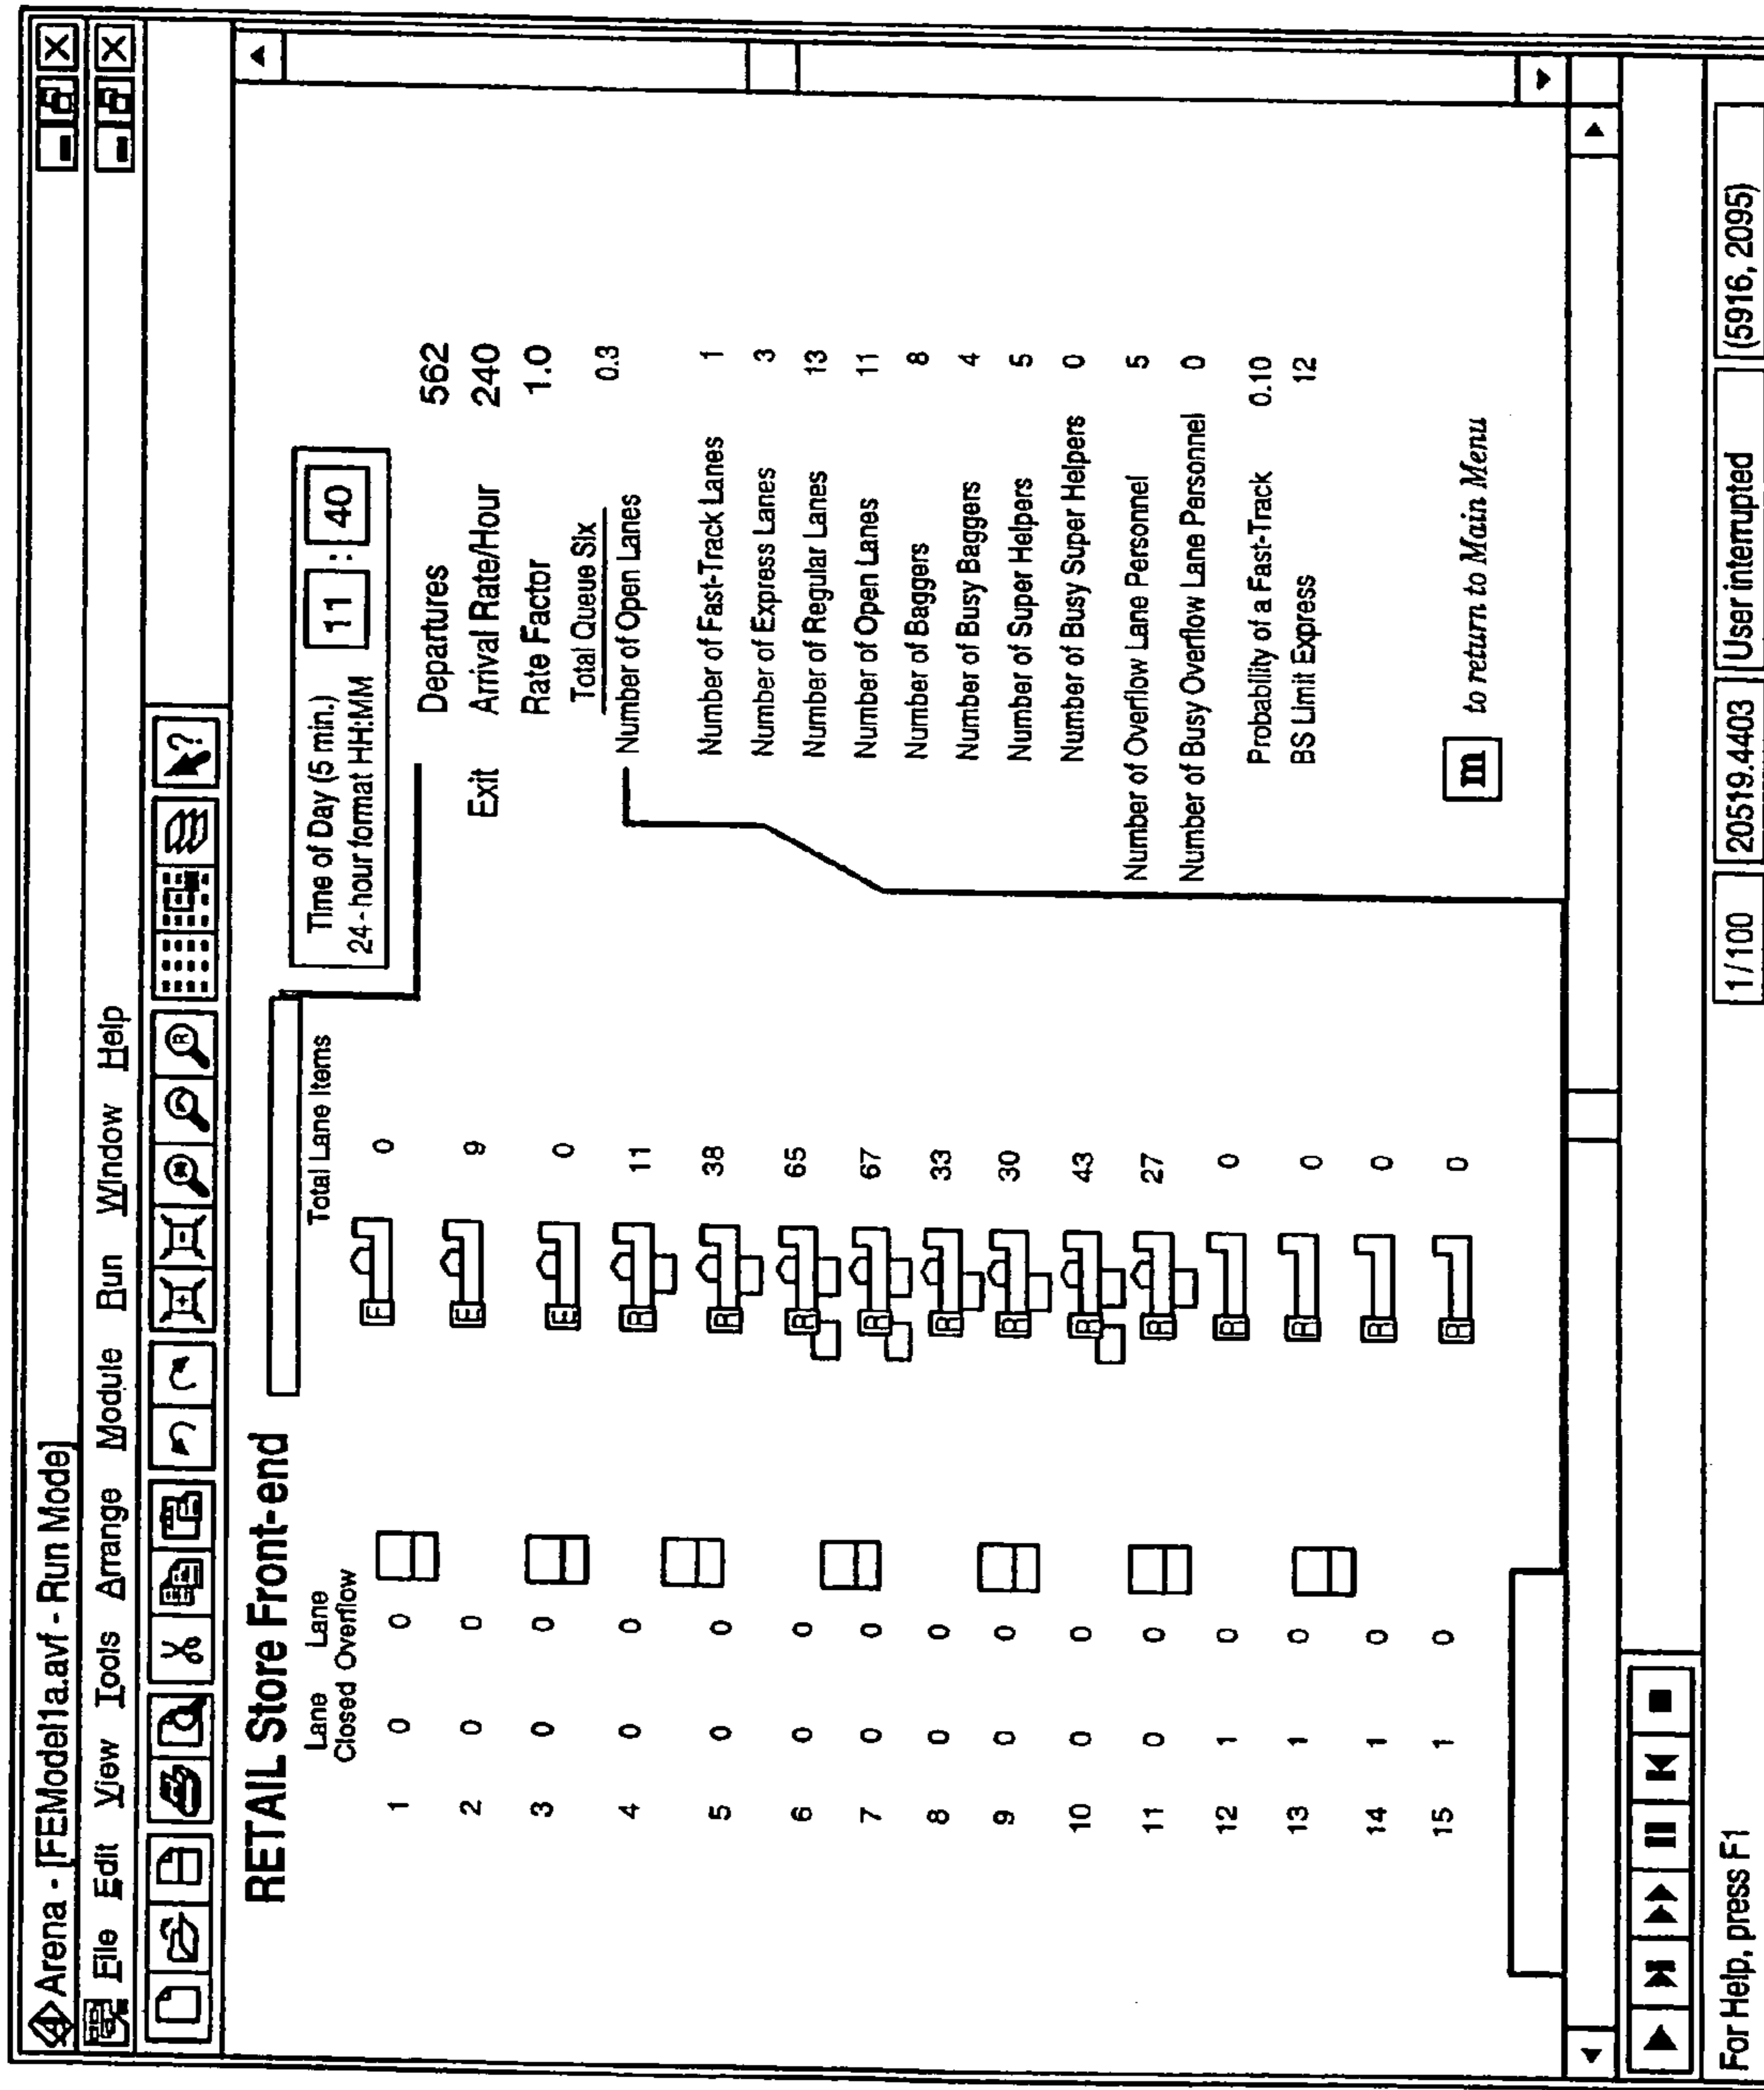 Arena - [FEModel1a.avf - Run Mode]
File Edit View Tools Arrange Module Run Window Help
RETAIL Store Front-end
Lane Closed
Lane Overflow
Total Lane Items
Time of Day (5 min.)
24-hour format HH:MM
11 : 40
1 0 0 F 0
2 0 0 E 9
3 0 0 E 0
4 0 0 R 11
5 0 0 R 38
6 0 0 R 65
7 0 0 R 67
8 0 0 R 33
9 0 0 R 30
10 0 0 R 43
11 0 0 R 27
12 1 0 R 0
13 1 0 R 0
14 1 0 R 0
15 1 0 R 0
Departures 562
Exit
Arrival Rate/Hour 240
Rate Factor 1.0
Total Queue Six
Number of Open Lanes 0.3
Number of Fast-Track Lanes 1
Number of Express Lanes 3
Number of Regular Lanes 13
Number of Open Lanes 11
Number of Baggers 8
Number of Busy Baggers 4
Number of Super Helpers 5
Number of Busy Super Helpers 0
Number of Overflow Lane Personnel 5
Number of Busy Overflow Lane Personnel 0
Probability of a Fast-Track 0.10
BS Limit Express 12
m to return to Main Menu
For Help, press F1
1/100
20519.4403
User interrupted
(5916, 2095)